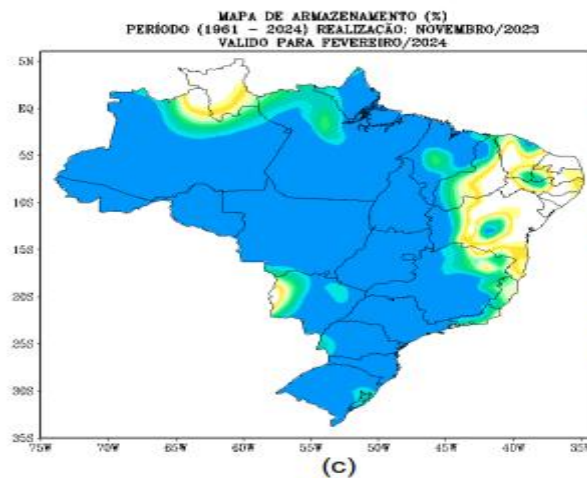 MAPA DE ARMAZENAMENTO (%)
PERÍODO (1961 – 2024) REALIZAÇÃO: NOVEMBRO/2023
VALIDO PARA FEVEREIRO/2024
5N
EQ
5S
10S
15S
20S
25S
30S
35S
75W 70W 65W 60W 55W 50W 45W 40W 35W
(c)